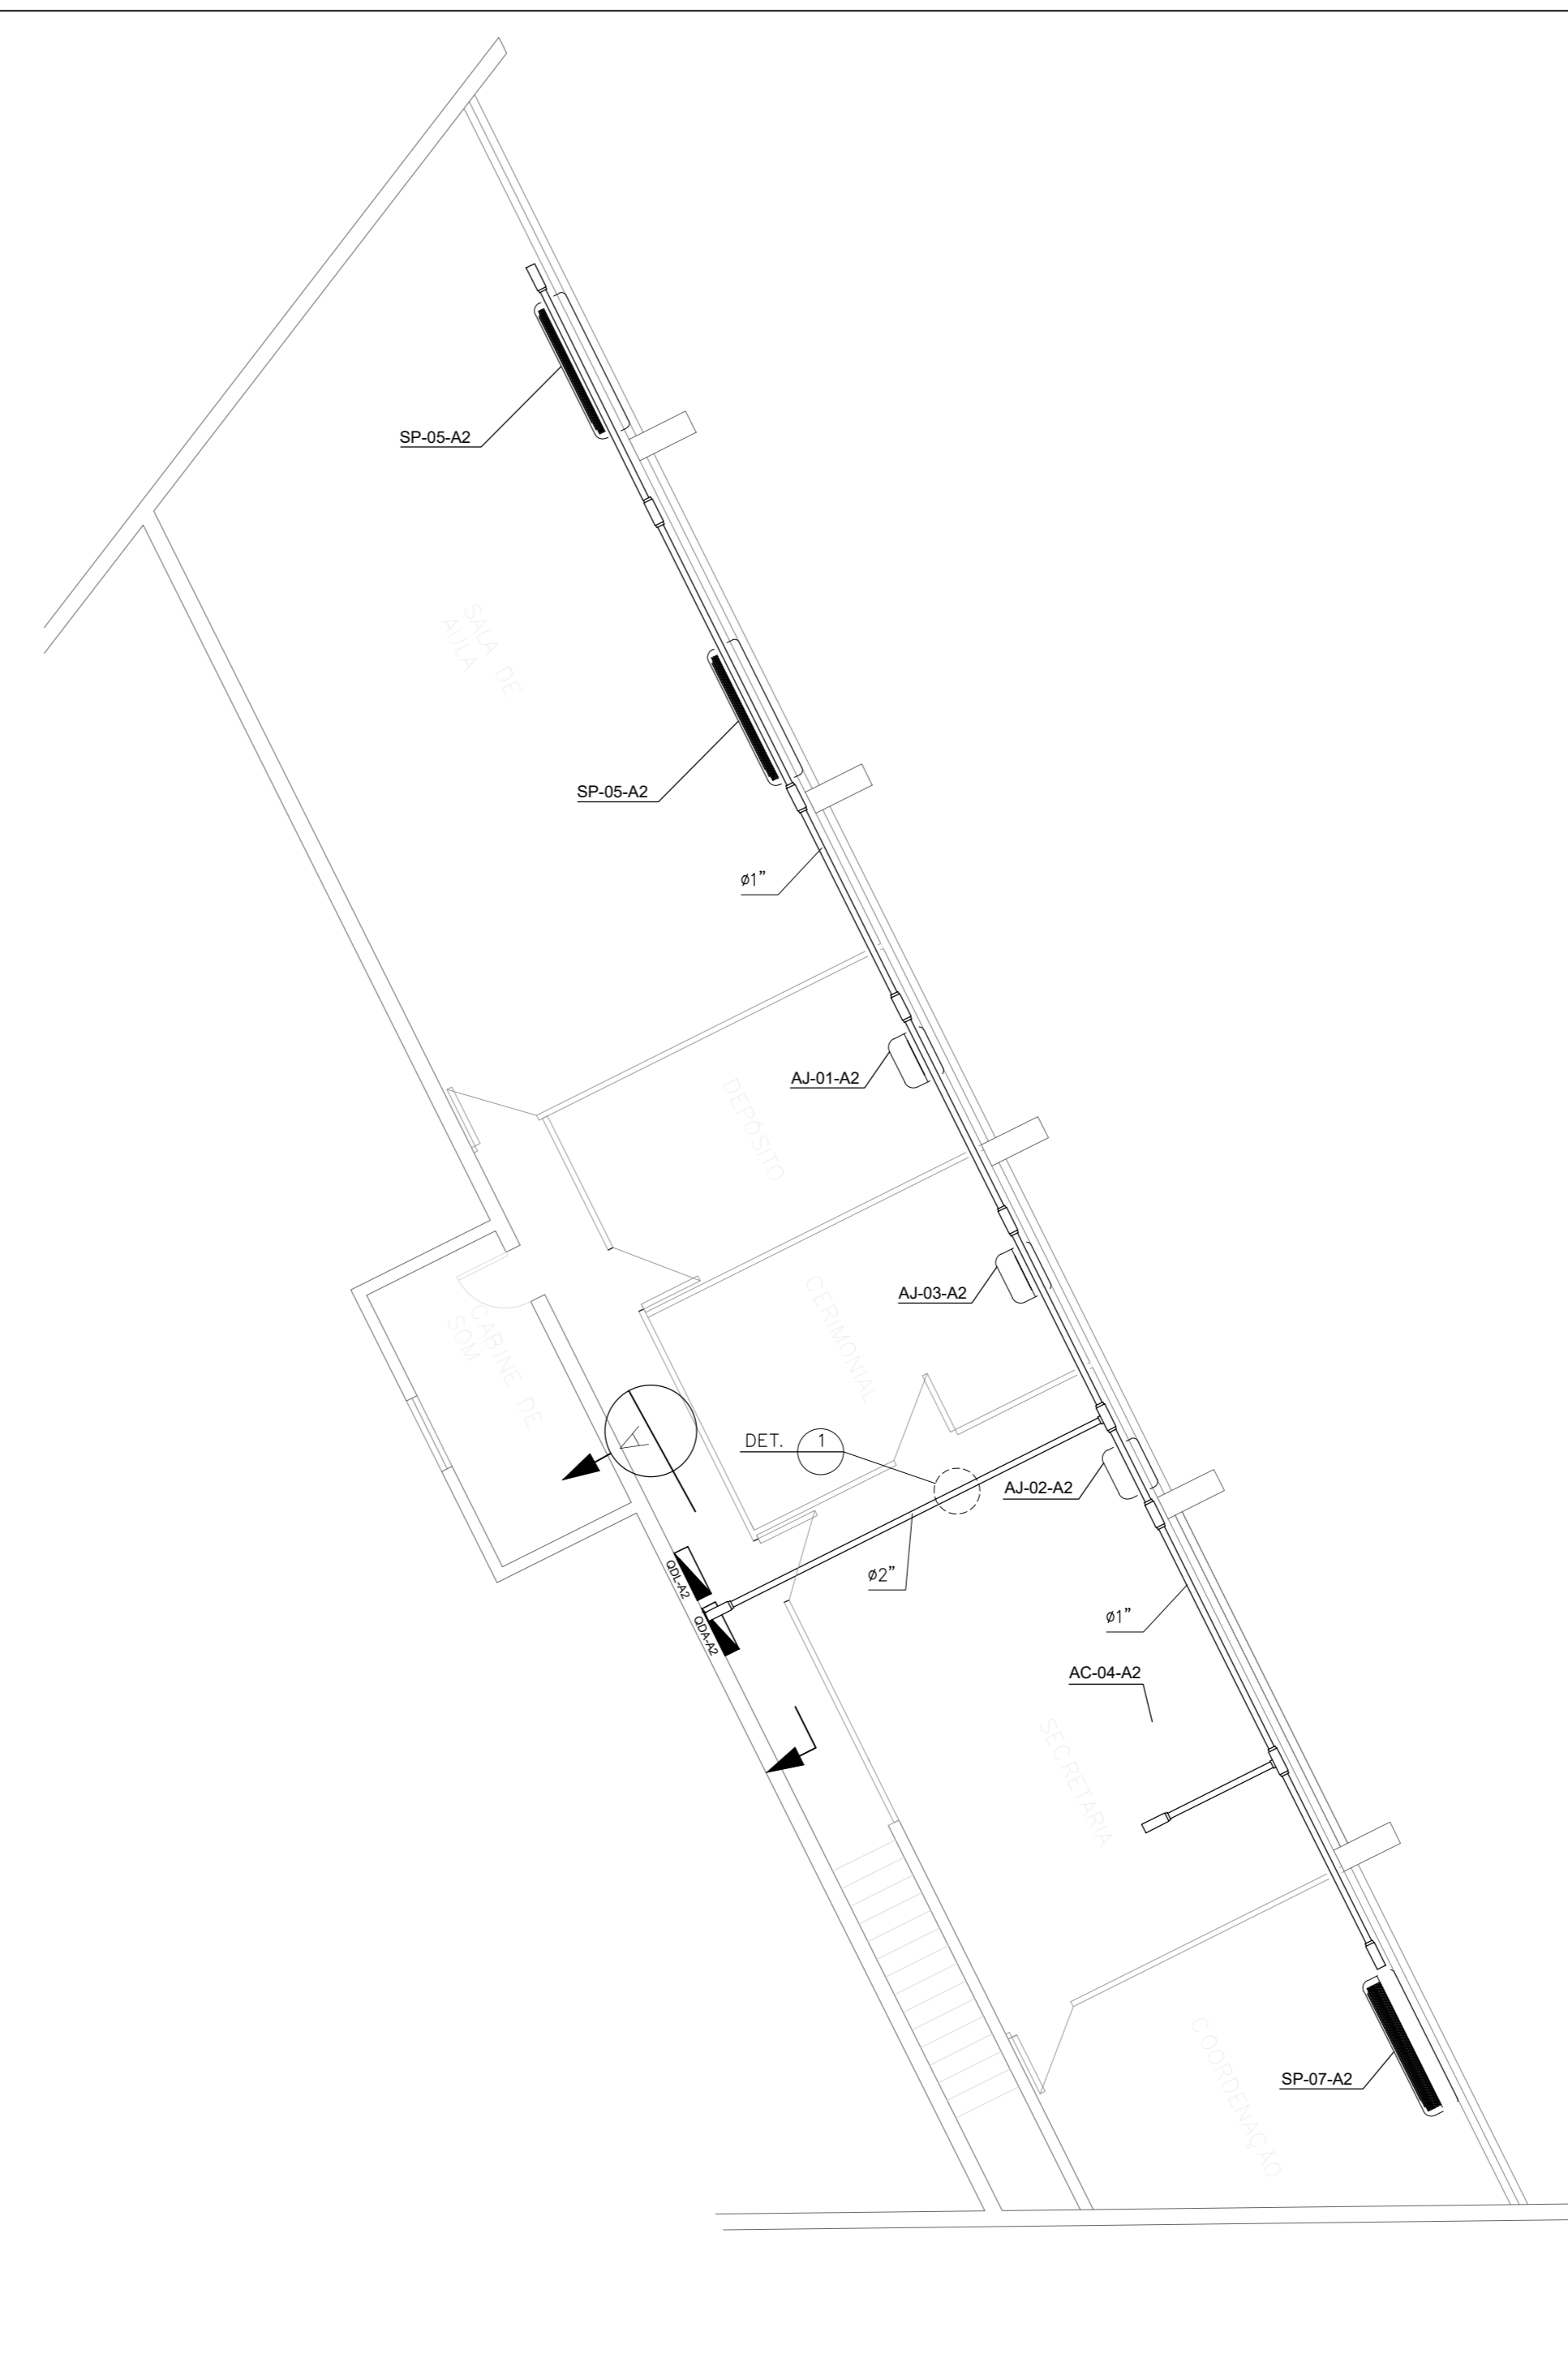 SP-05-A2
SALA DE
AULA
SP-05-A2
ø1”
AJ-01-A2
DEPÓSITO
AJ-03-A2
CERIMONIAL
CABINE DE
SOM
A
DET. 1
AJ-02-A2
QDL-A2
ø2”
QDA-A2
ø1”
AC-04-A2
SECRETARIA
COORDENAÇÃO
SP-07-A2